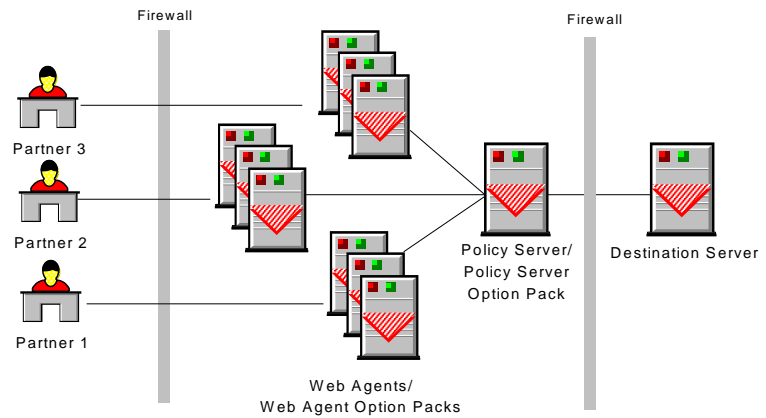 Firewall
Firewall
Partner 3
Partner 2
Partner 1
Policy Server/
Policy Server
Option Pack
Destination Server
Web Agents/
Web Agent Option Packs